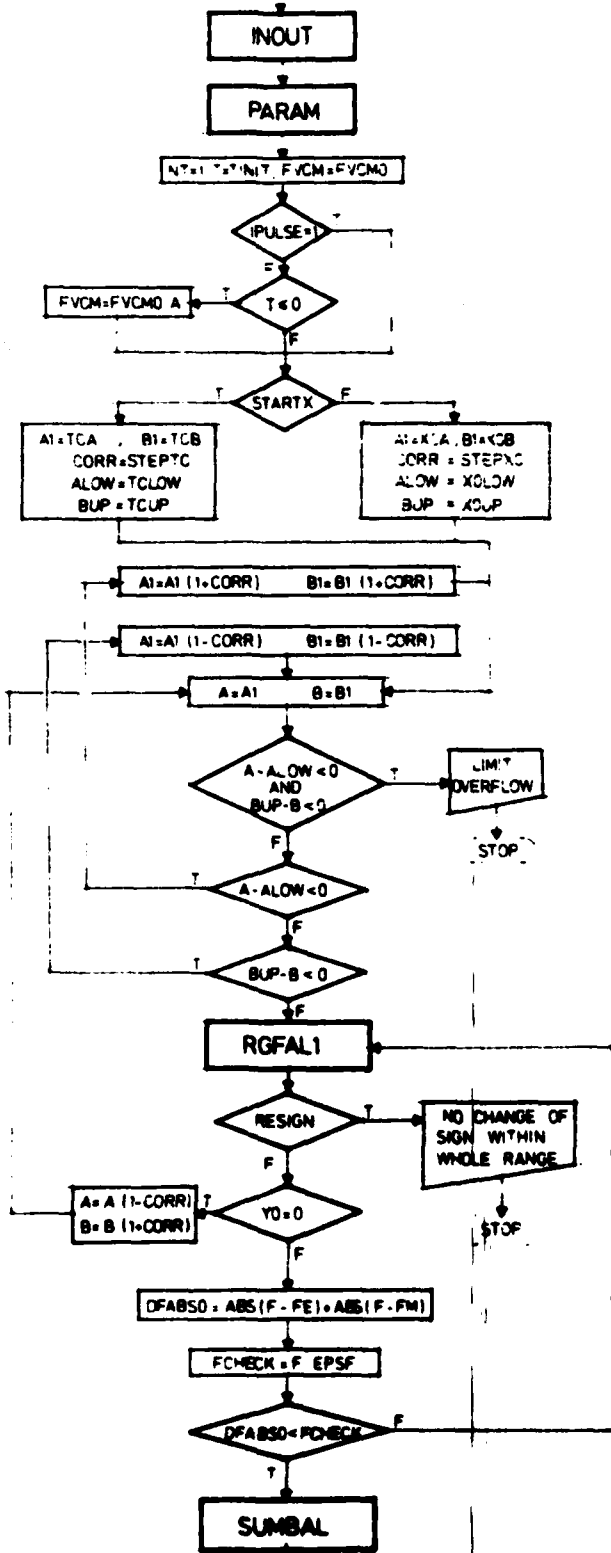 INOUT
PARAM
NT=1, T=TINIT, FVCM=FVCM0
IPULSE=1
T
F
FVCM=FVCM0 A
T
T≤0
F
T
STARTX
F
A1=TCA , B1=TCB
CORR=STEPTC
ALOW=TCLOW
BUP=TCUP
A1=XCA, B1=XCB
CORR = STEPXC
ALOW = XCLOW
BUP = XCUP
A1=A1 (1+CORR) B1=B1 (1+CORR)
A1=A1 (1-CORR) B1=B1 (1-CORR)
A=A1 B=B1
A-ALOW<0
AND
BUP-B<0
T
LIMIT
OVERFLOW
STOP
F
T
A-ALOW<0
F
T
BUP-B<0
F
RGFAL1
RESIGN
T
NO CHANGE OF
SIGN WITHIN
WHOLE RANGE
STOP
F
A=A (1-CORR)
B=B (1+CORR)
T
Y0=0
F
DFABS0=ABS(F-FE)+ABS(F-FM)
FCHECK=F EPSF
DFABS0<FCHECK
F
T
SUMBAL